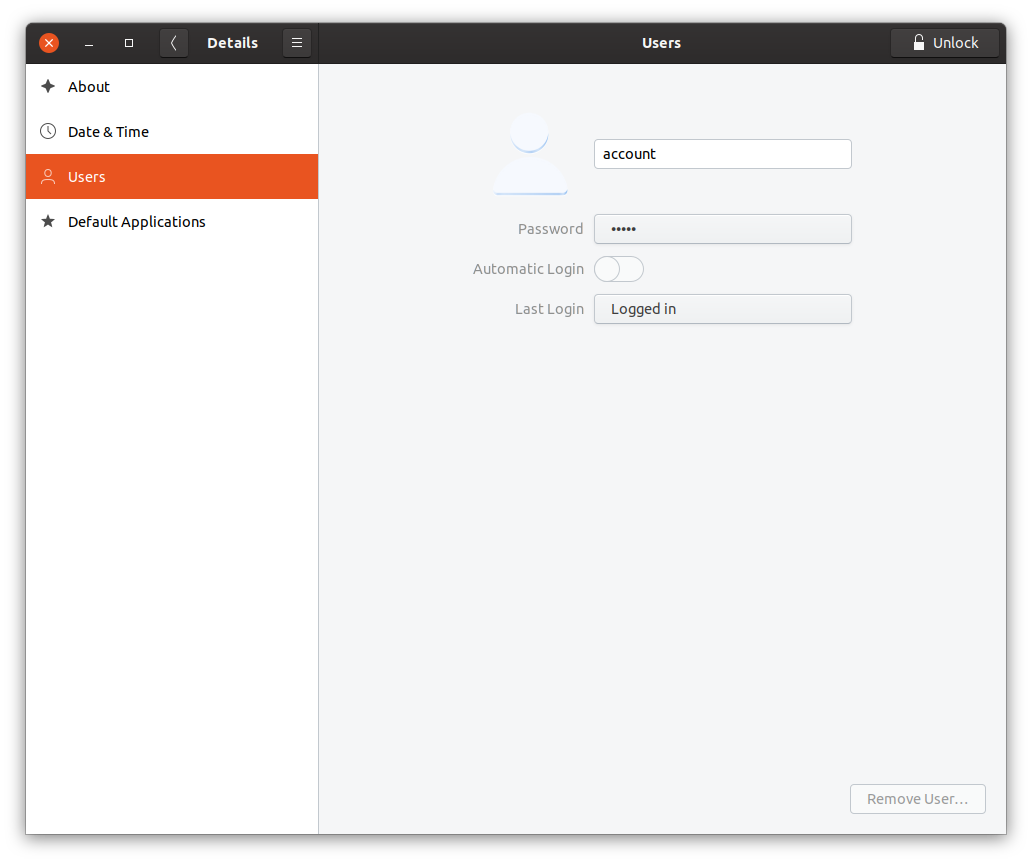 Details
Users
Unlock
About
Date & Time
Users
Default Applications
account
Password
•••••
Automatic Login
Last Login
Logged in
Remove User...